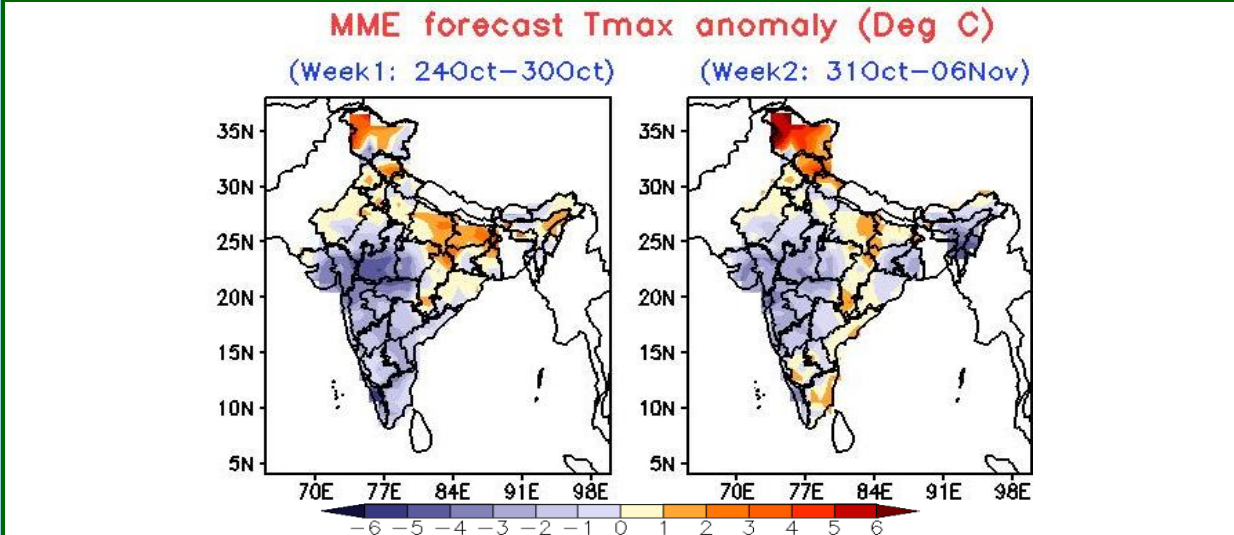 MME forecast Tmax anomaly (Deg C)
(Week1: 24Oct−30Oct)
(Week2: 31Oct−06Nov)
35N
30N
25N
20N
15N
10N
5N
70E 77E 84E 91E 98E
35N
30N
25N
20N
15N
10N
5N
70E 77E 84E 91E 98E
−6 −5 −4 −3 −2 −1 0 1 2 3 4 5 6